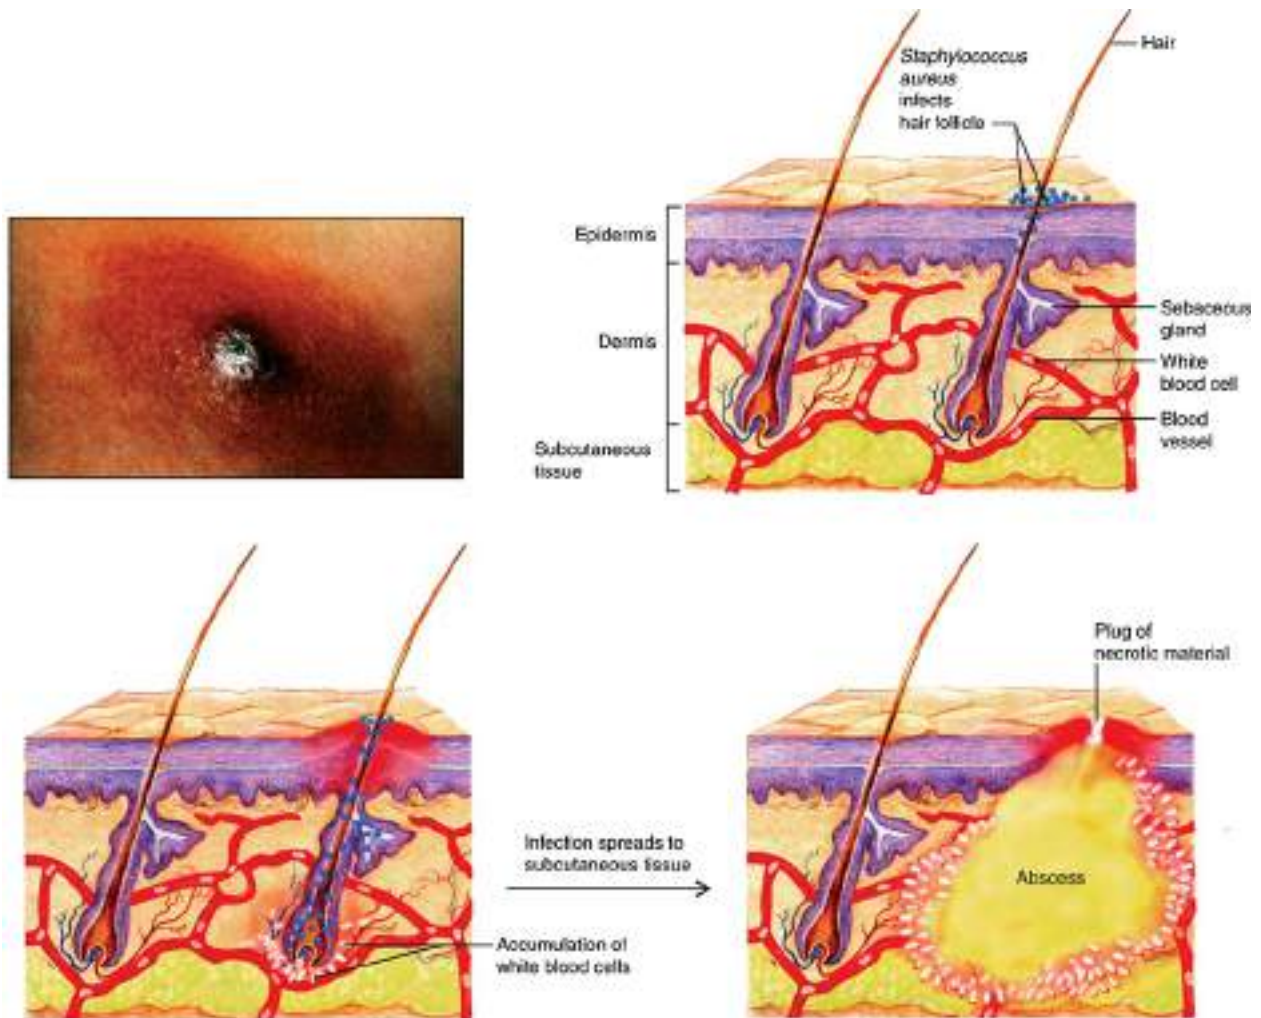 Staphylococcus
aureus
infects
hair follicle
Hair
Epidermis
Dermis
Subcutaneous
tissue
Sebaceous
gland
White
blood cell
Blood
vessel
Plug of
necrotic material
Infection spreads to
subcutaneous tissue
Abscess
Accumulation of
white blood cells